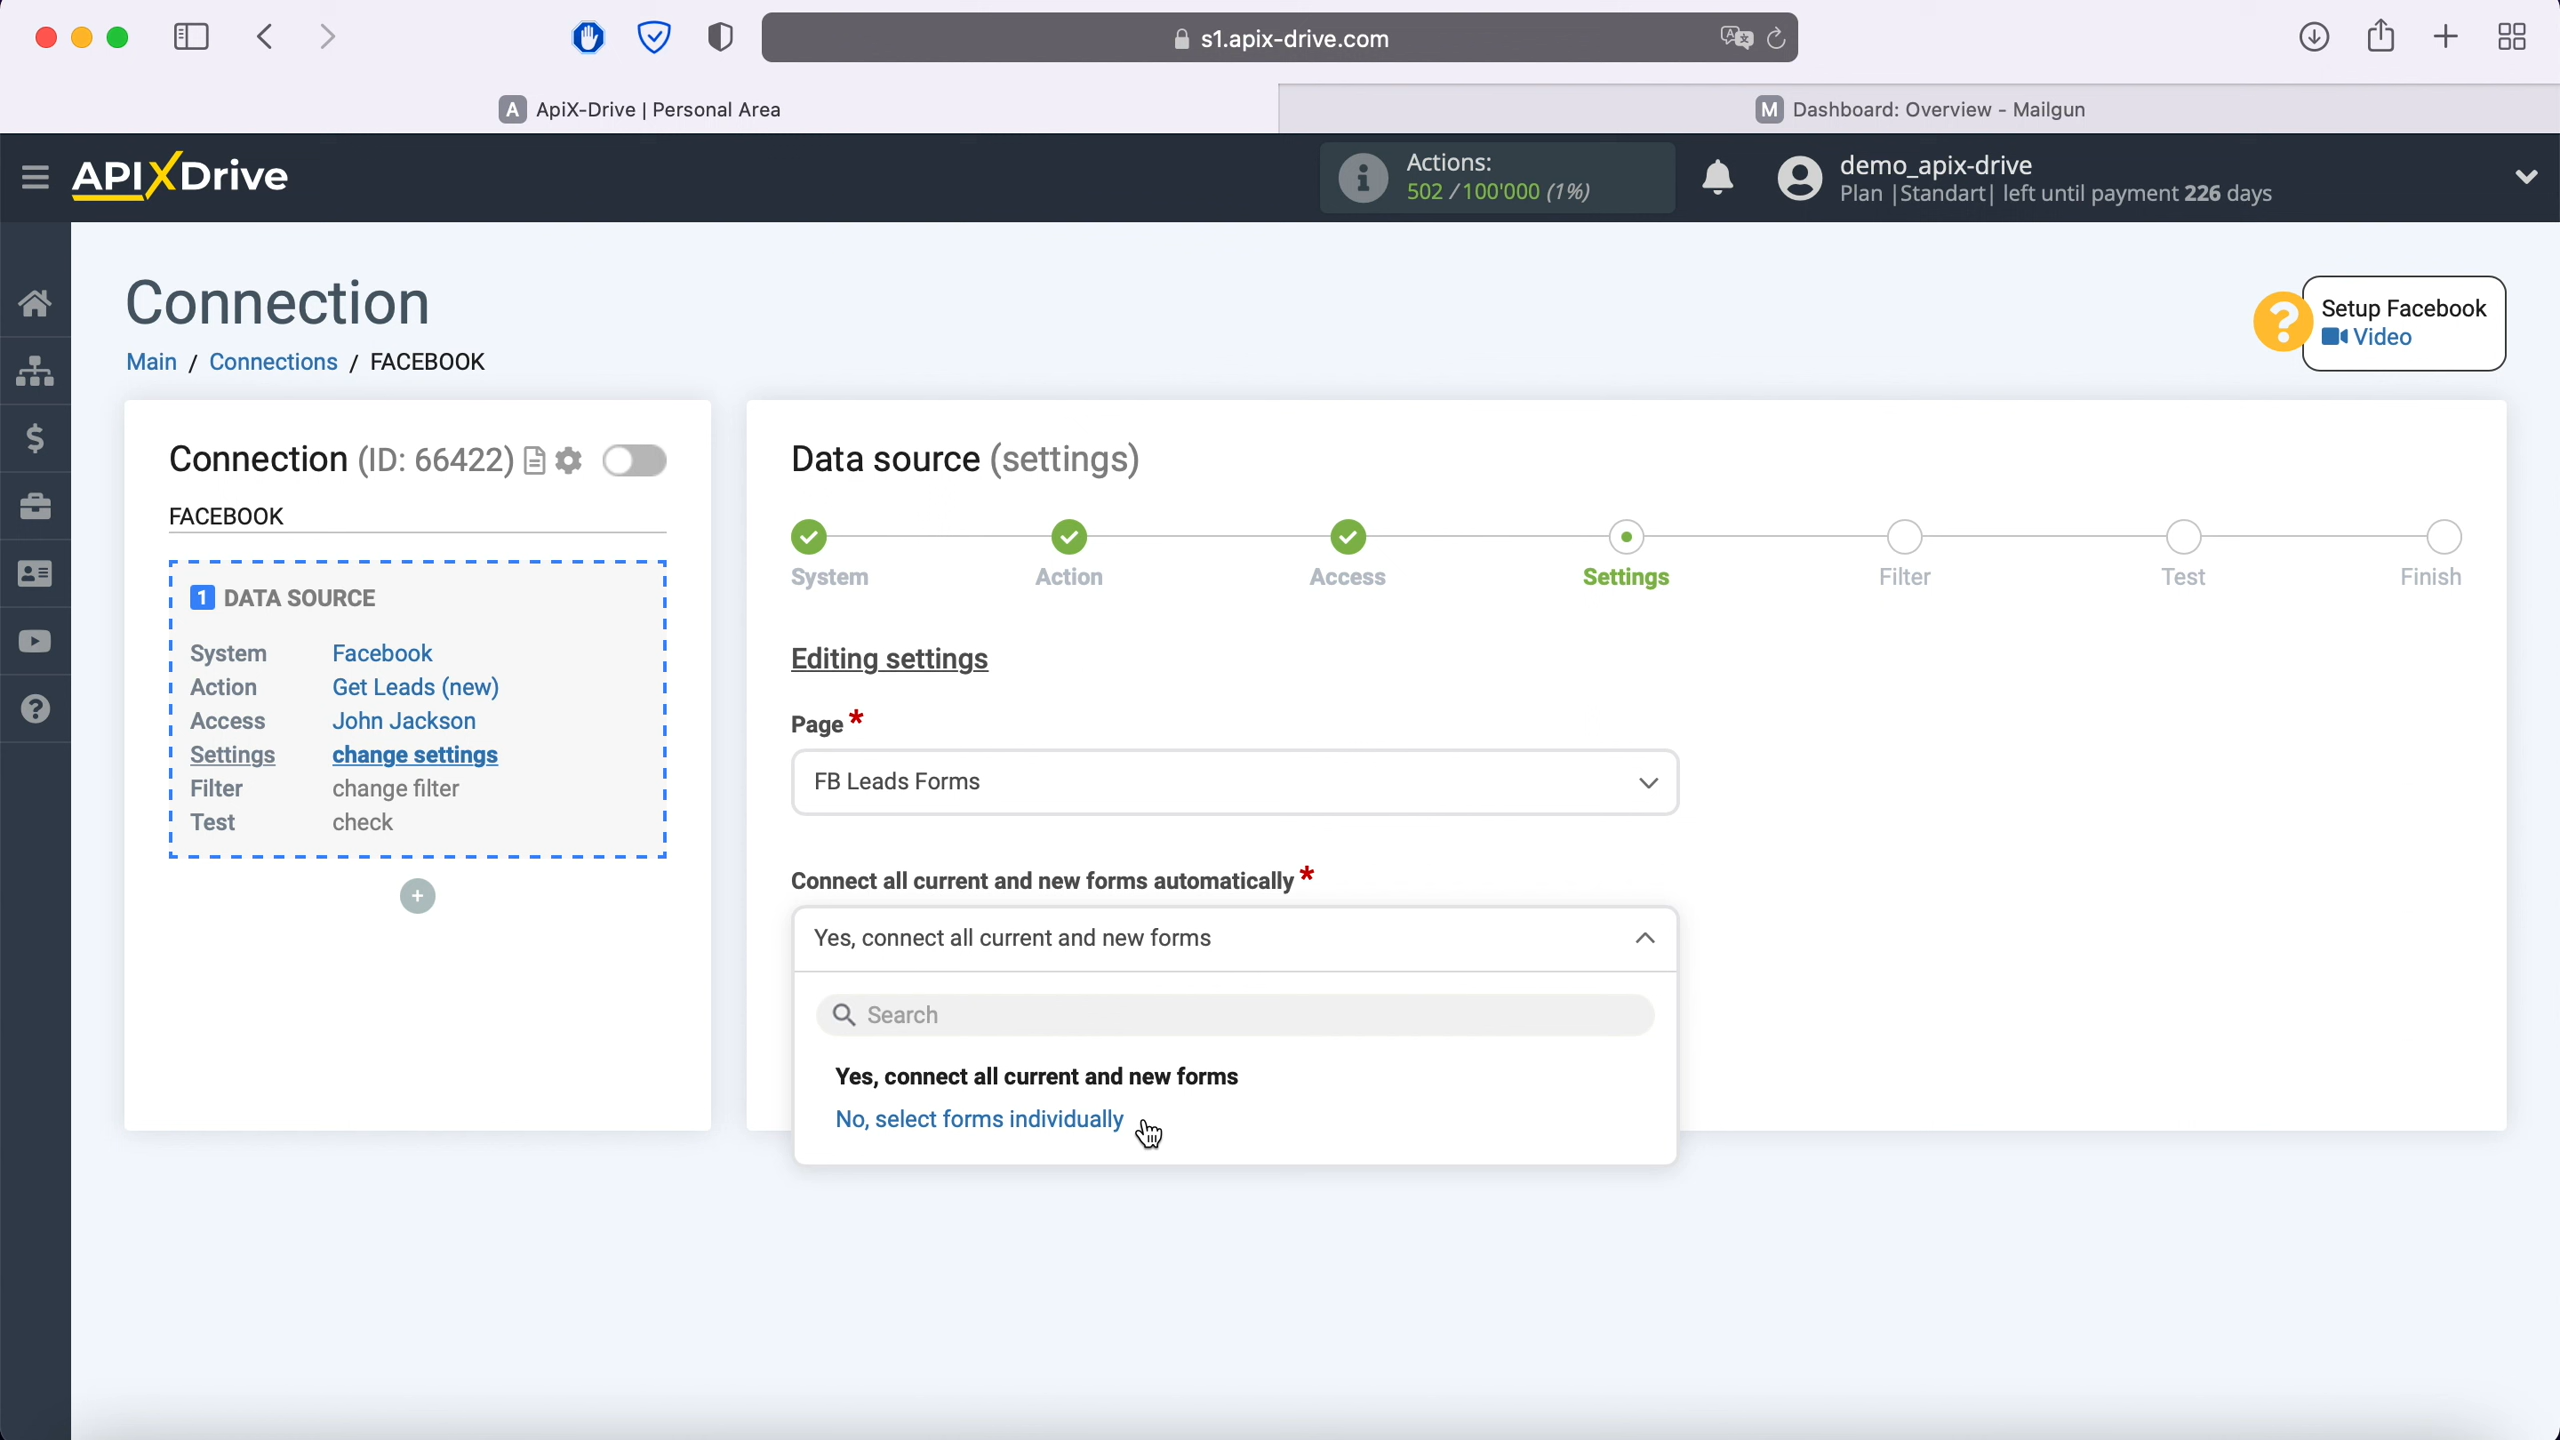 s1.apix-drive.com
A ApiX-Drive | Personal Area
M Dashboard: Overview - Mailgun
APIXDrive
Actions:
502 / 100'000 (1%)
demo_apix-drive
Plan |Standart| left until payment 226 days
Connection
Main / Connections / FACEBOOK
? Setup Facebook
Video
Connection (ID: 66422)
FACEBOOK
1 DATA SOURCE
System Facebook
Action Get Leads (new)
Access John Jackson
Settings change settings
Filter change filter
Test check
+
Data source (settings)
System Action Access Settings Filter Test Finish
Editing settings
Page *
FB Leads Forms
Connect all current and new forms automatically *
Yes, connect all current and new forms
Search
Yes, connect all current and new forms
No, select forms individually